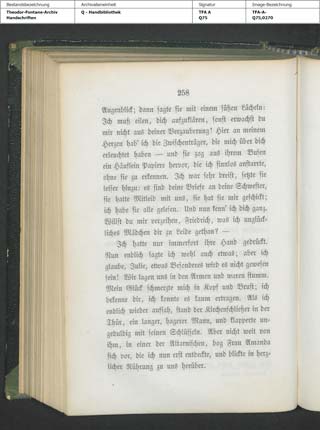 Bestandsbezeichnung Archivalieneinheit Signatur Image-Bezeichnung
Theodor-Fontane-Archiv Q - Handbibliothek TFA A TFA-A-
Handschriften Q75 Q75,0270
258
Augenblick; dann sagte sie mit einem süßen Lächeln:
Ich muß eilen, dich aufzuklären, sonst erwachst du
mir nicht aus deiner Verzauberung! Hier an meinem
Herzen hab' ich die Zwischenträger, die mich über dich
erleuchtet haben — und sie zog aus ihrem Busen
ein Häuflein Papiere hervor, die ich sinnlos anstarrte,
ohne sie zu erkennen. Ich war sehr dreist, setzte sie
leiser hinzu; es sind deine Briefe an deine Schwester,
sie hatte Mitleid mit uns, sie hat sie mir geschickt;
ich habe sie alle gelesen. Und nun kenn' ich dich ganz.
Willst du mir verzeihen, Friedrich, was ich unglück-
liches Mädchen dir zu Leide gethan? —
Ich hatte nur immerfort ihre Hand gedrückt.
Nun endlich sagte ich wohl auch etwas; aber ich
glaube, Julie, etwas Besonderes wird es nicht gewesen
sein! Wir lagen uns in den Armen und waren stumm.
Mein Glück schmerzte mich in Kopf und Brust; ich
bekenne dir, ich konnte es kaum ertragen. Als ich
endlich wieder aufsah, stand der Kirchenschließer in der
Thür, ein langer, hagerer Mann, und klapperte un-
geduldig mit seinen Schlüsseln. Aber nicht weit von
ihm, in einer der Altarnischen, bog Frau Amanda
sich vor, die ich nun erst entdeckte, und blickte in herz-
licher Rührung zu uns herüber.